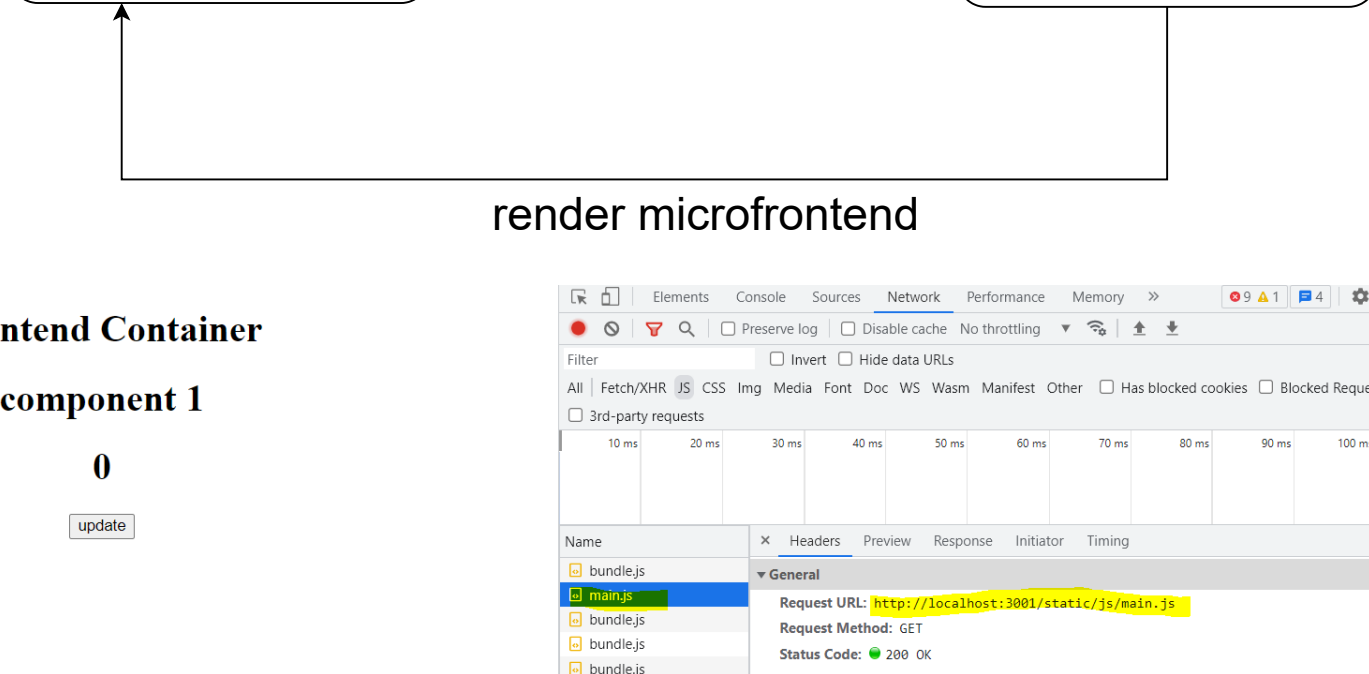 render microfrontend
ntend Container
component 1
0
update
Elements Console Sources Network Performance Memory
9 1 4
Preserve log Disable cache No throttling
Filter Invert Hide data URLs
All Fetch/XHR JS CSS Img Media Font Doc WS Wasm Manifest Other Has blocked cookies Blocked Reque
3rd-party requests
10 ms 20 ms 30 ms 40 ms 50 ms 60 ms 70 ms 80 ms 90 ms 100 m
Name
× Headers Preview Response Initiator Timing
bundle.js
main.js
bundle.js
bundle.js
bundle.js
General
Request URL: http://localhost:3001/static/js/main.js
Request Method: GET
Status Code: 200 OK